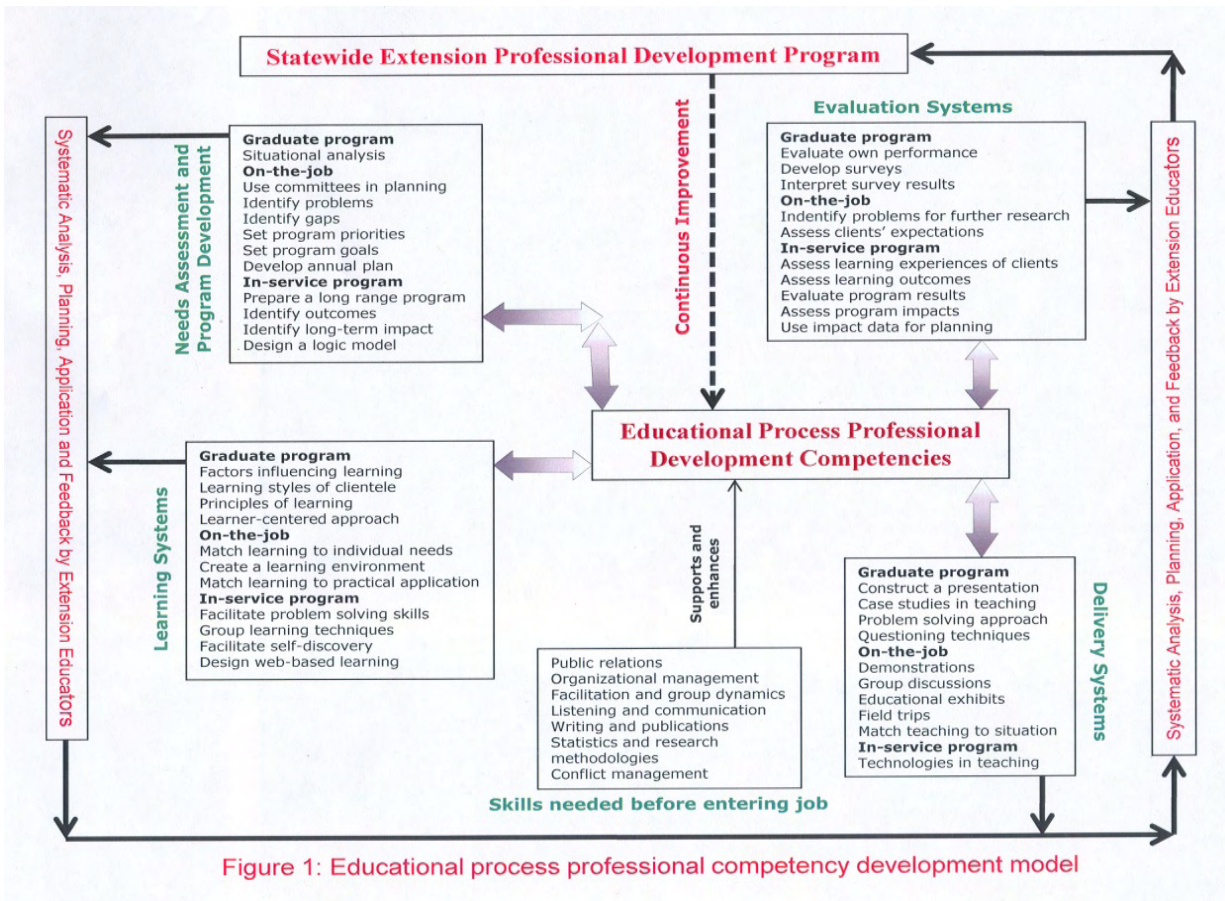 Statewide Extension Professional Development Program
Systematic Analysis, Planning, Application and Feedback by Extension Educators
Needs Assessment and
Program Development
Graduate program
Situational analysis
On-the-job
Use committees in planning
Identify problems
Identify gaps
Set program priorities
Set program goals
Develop annual plan
In-service program
Prepare a long range program
Identify outcomes
Identify long-term impact
Design a logic model
Continuous Improvement
Evaluation Systems
Graduate program
Evaluate own performance
Develop surveys
Interpret survey results
On-the-job
Indentify problems for further research
Assess clients' expectations
In-service program
Assess learning experiences of clients
Assess learning outcomes
Evaluate program results
Assess program impacts
Use impact data for planning
Systematic Analysis, Planning, Application, and Feedback by Extension Educators
Educational Process Professional
Development Competencies
Learning Systems
Graduate program
Factors influencing learning
Learning styles of clientele
Principles of learning
Learner-centered approach
On-the-job
Match learning to individual needs
Create a learning environment
Match learning to practical application
In-service program
Facilitate problem solving skills
Group learning techniques
Facilitate self-discovery
Design web-based learning
Supports and
enhances
Public relations
Organizational management
Facilitation and group dynamics
Listening and communication
Writing and publications
Statistics and research
methodologies
Conflict management
Skills needed before entering job
Graduate program
Construct a presentation
Case studies in teaching
Problem solving approach
Questioning techniques
On-the-job
Demonstrations
Group discussions
Educational exhibits
Field trips
Match teaching to situation
In-service program
Technologies in teaching
Delivery Systems
Figure 1: Educational process professional competency development model